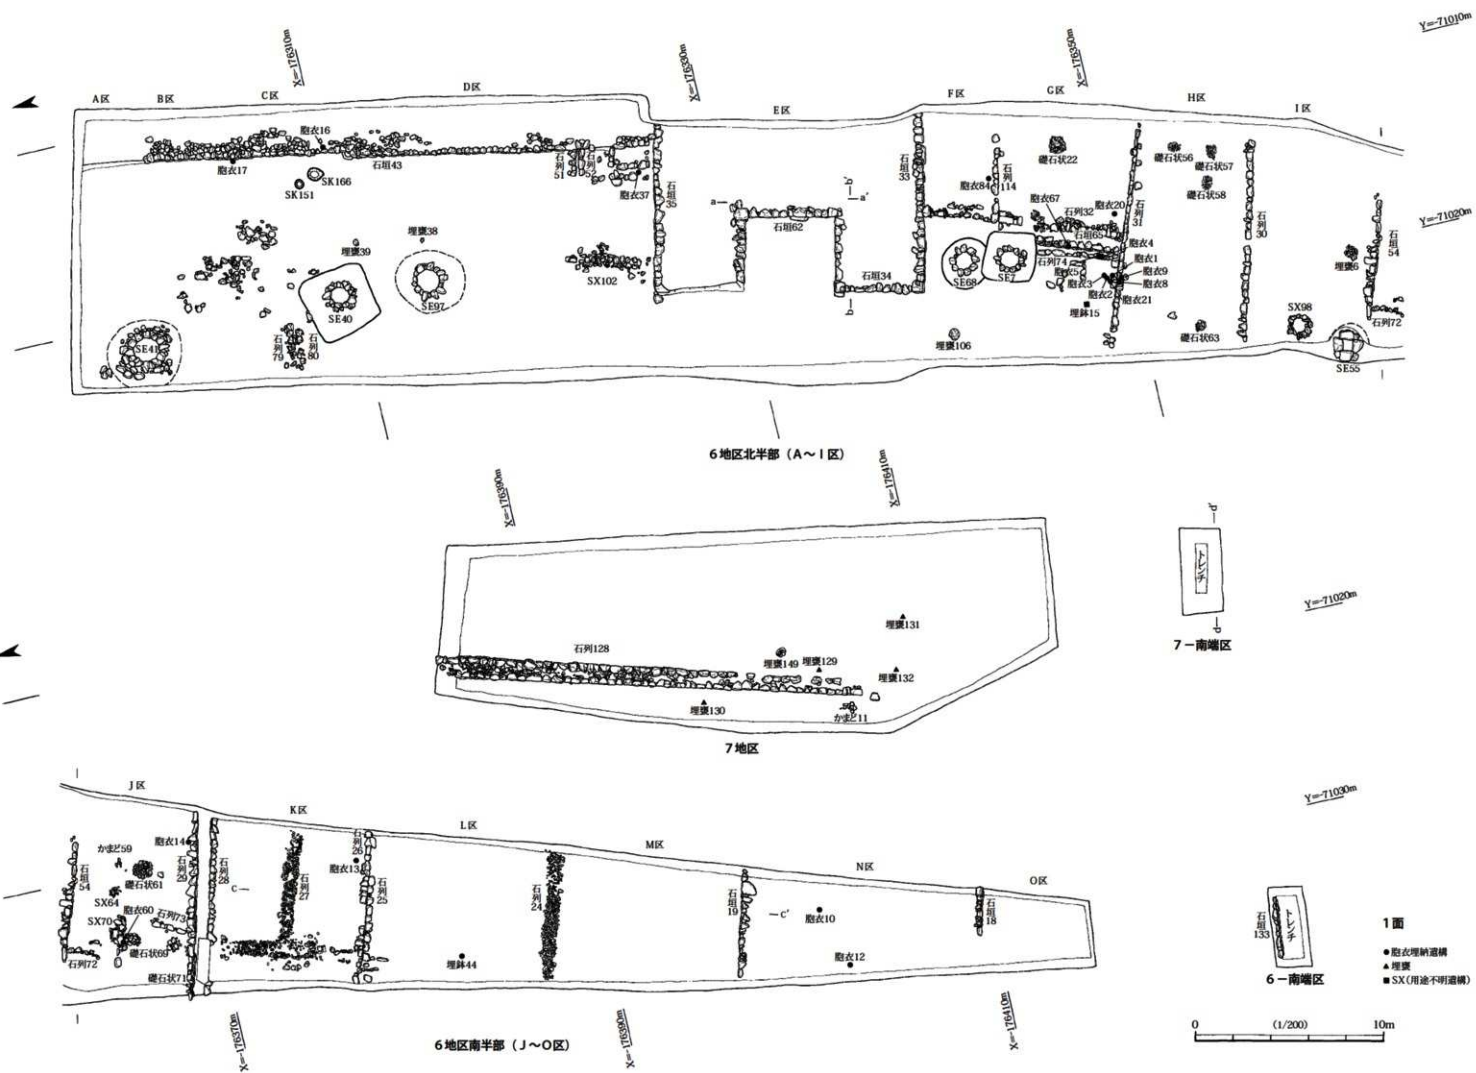 Y=-71010m
X=-176310m
X=-176330m
X=-176350m
A区
B区
C区
D区
E区
F区
G区
H区
I区
胞衣16
石垣43
胞衣17
SK166
SK151
石列51
石列52
胞衣37
石垣35
a
a'
b'
b
石垣62
石垣34
石垣33
胞衣84
石列114
礎石状22
胞衣67
石列32
胞衣20
石列31
石垣65
胞衣4
石列74
胞衣1
胞衣5
胞衣9
胞衣3
胞衣8
胞衣2
胞衣21
埋鉢15
礎石状56
礎石状57
礎石状58
石列30
Y=-71020m
石垣54
埋甕6
埋甕38
埋甕39
SE97
SE40
SX102
SE68
SE7
SE41
石列79
石列80
埋甕106
礎石状63
SX98
石列72
SE55
6地区北半部（A～I区）
X=-176390m
X=-176410m
石列128
埋甕131
埋甕149
埋甕129
埋甕132
埋甕130
かまど11
7地区
p'
トレンチ
p
7－南端区
Y=-71020m
J区
K区
L区
M区
N区
O区
Y=-71030m
かまど59
胞衣14
石垣54
礎石状61
石列29
石列28
SX64
SX70
胞衣60
石列73
礎石状69
石列72
礎石状71
C
石列27
石列26
胞衣13
石列25
埋鉢44
石列24
石垣19
C'
胞衣10
胞衣12
石垣18
石垣133
トレンチ
6－南端区
1面
●胞衣埋納遺構
▲埋甕
■SX(用途不明遺構)
X=-176370m
X=-176390m
X=-176410m
6地区南半部（J～O区）
0
(1/200)
10m